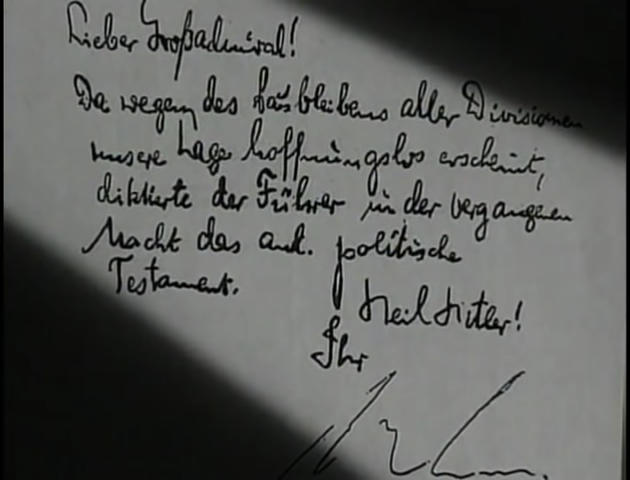 Lieber Großadmiral!
Da wegen des Ausbleibens aller Divisionen
unsere Lage hoffnungslos erscheint,
diktierte der Führer in der vergangenen
Nacht das anl. politische
Testament.
Heil Hitler!
Ihr